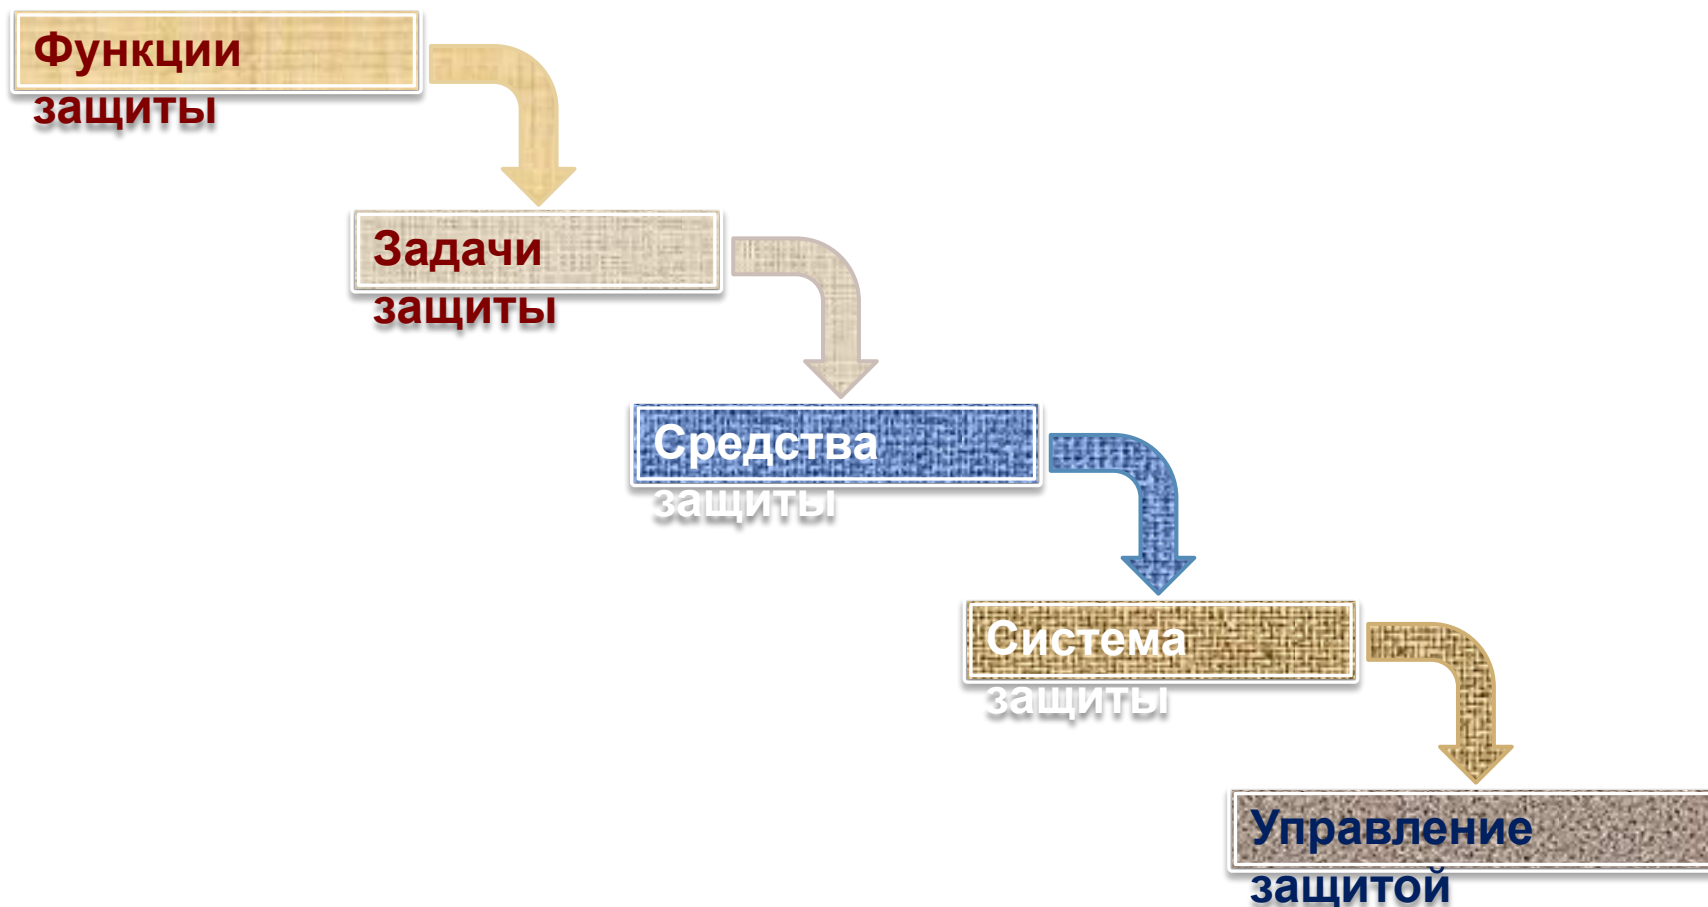 Функции
защиты
Задачи
защиты
Средства
защиты
Система
защиты
Управление
защитой